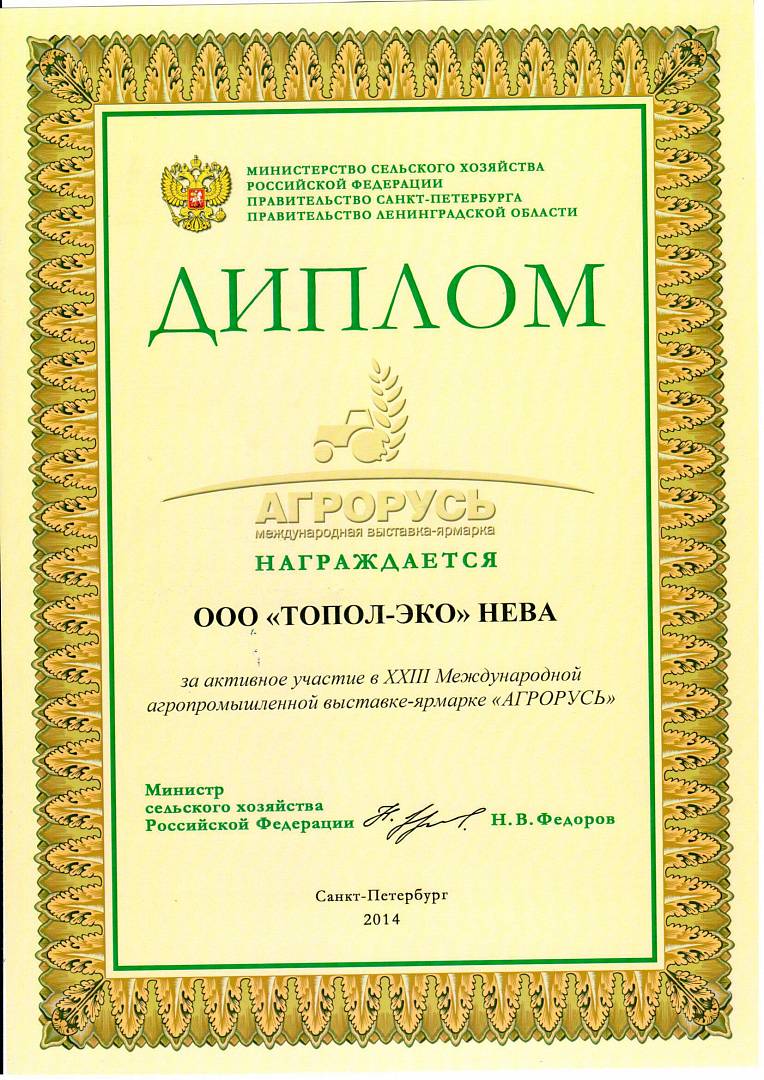 МИНИСТЕРСТВО СЕЛЬСКОГО ХОЗЯЙСТВА
РОССИЙСКОЙ ФЕДЕРАЦИИ
ПРАВИТЕЛЬСТВО САНКТ-ПЕТЕРБУРГА
ПРАВИТЕЛЬСТВО ЛЕНИНГРАДСКОЙ ОБЛАСТИ
ДИПЛОМ
АГРОРУСЬ
международная выставка-ярмарка
НАГРАЖДАЕТСЯ
ООО «ТОПОЛ-ЭКО» НЕВА
за активное участие в XXIII Международной
агропромышленной выставке-ярмарке «АГРОРУСЬ»
Министр
сельского хозяйства
Российской Федерации Н. В. Федоров
Санкт-Петербург
2014